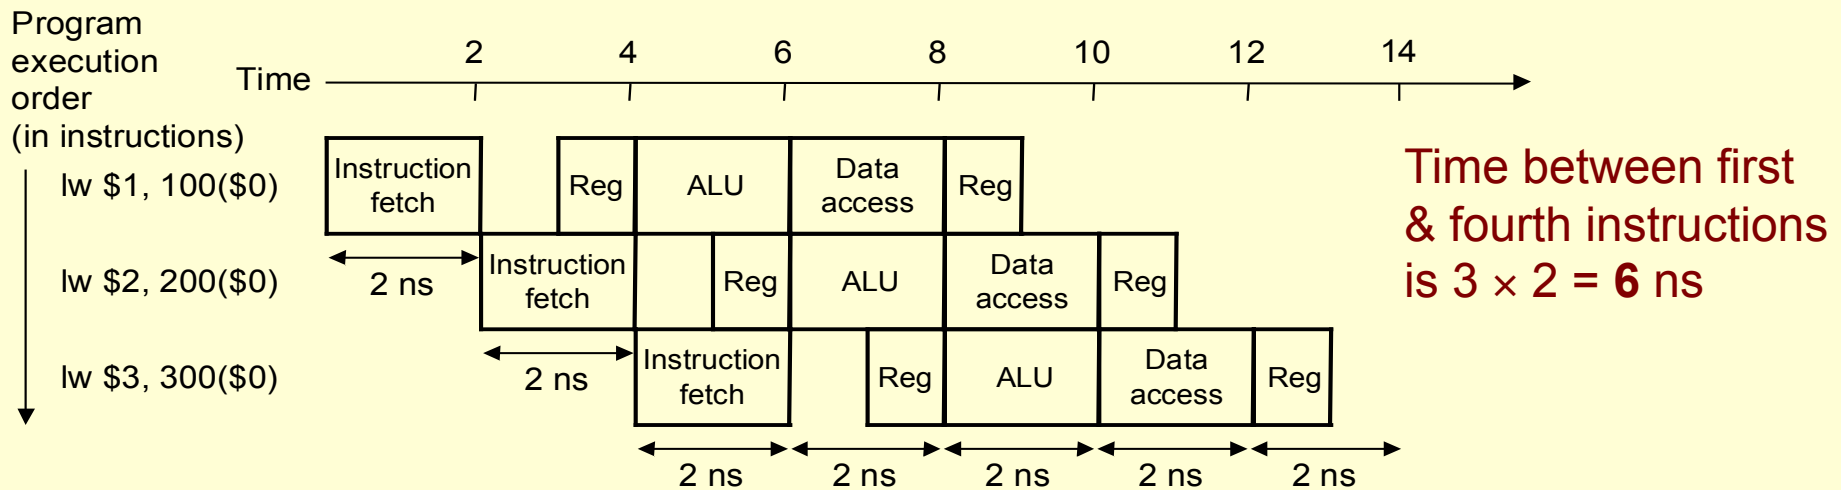 Program
execution
order
(in instructions)
Time
2 4 6 8 10 12 14
lw $1, 100($0)
Instruction
fetch
Reg
ALU
Data
access
Reg
2 ns
lw $2, 200($0)
Instruction
fetch
Reg
ALU
Data
access
Reg
2 ns
lw $3, 300($0)
Instruction
fetch
Reg
ALU
Data
access
Reg
2 ns 2 ns 2 ns 2 ns 2 ns
Time between first
& fourth instructions
is 3 × 2 = 6 ns